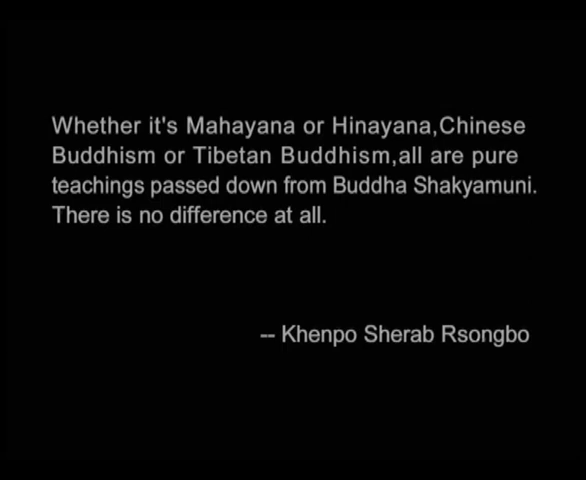 Whether it's Mahayana or Hinayana,Chinese
Buddhism or Tibetan Buddhism,all are pure
teachings passed down from Buddha Shakyamuni.
There is no difference at all.
-- Khenpo Sherab Rsongbo